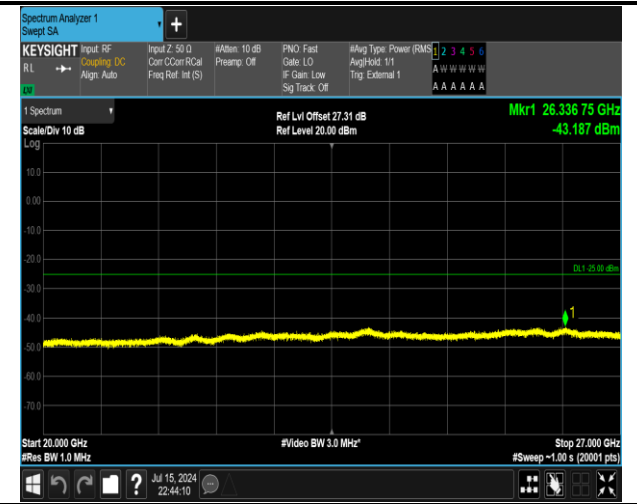 Spectrum Analyzer 1
Swept SA
+
KEYSIGHT Input: RF Input Z: 50 Ω #Atten: 10 dB PNO: Fast #Avg Type: Power (RMS 1 2 3 4 5 6
RL Coupling: DC Corr CCorr RCal Preamp: Off Gate: LO Avg|Hold: 1/1 A W W W W W
Align: Auto Freq Ref: Int (S) IF Gain: Low Trig: External 1
Sig Track: Off A A A A A A
1 Spectrum
Ref Lvl Offset 27.31 dB Mkr1 26.336 75 GHz
Scale/Div 10 dB Ref Level 20.00 dBm -43.187 dBm
Log
10.0
0.00
-10.0
-20.0
DL1 -25.00 dBm
-30.0
-40.0
1
-50.0
-60.0
-70.0
Start 20.000 GHz #Video BW 3.0 MHz* Stop 27.000 GHz
#Res BW 1.0 MHz #Sweep ~1.00 s (20001 pts)
? Jul 15, 2024
22:44:10